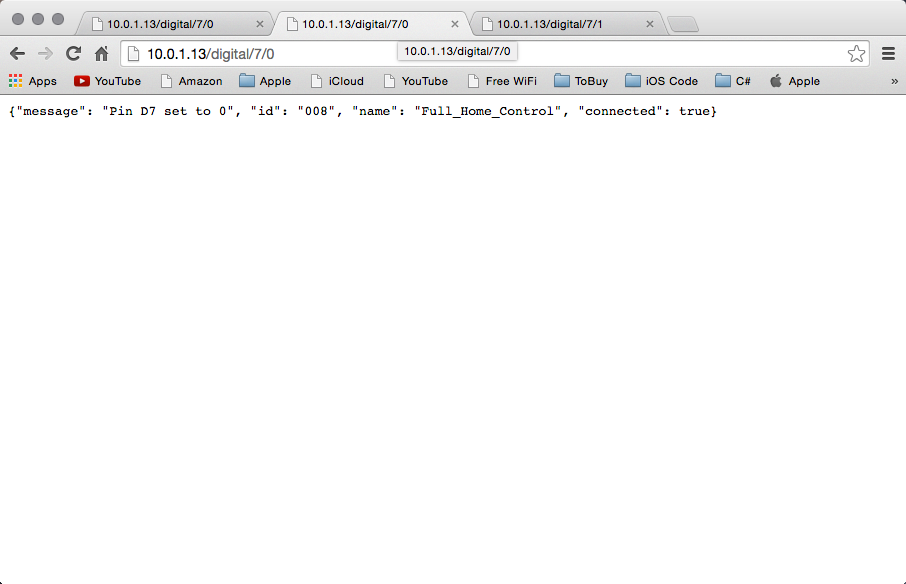 10.0.1.13/digital/7/0 10.0.1.13/digital/7/0 10.0.1.13/digital/7/1
10.0.1.13/digital/7/0
10.0.1.13/digital/7/0
Apps YouTube Amazon Apple iCloud YouTube Free WiFi ToBuy iOS Code C# Apple »
{"message": "Pin D7 set to 0", "id": "008", "name": "Full_Home_Control", "connected": true}